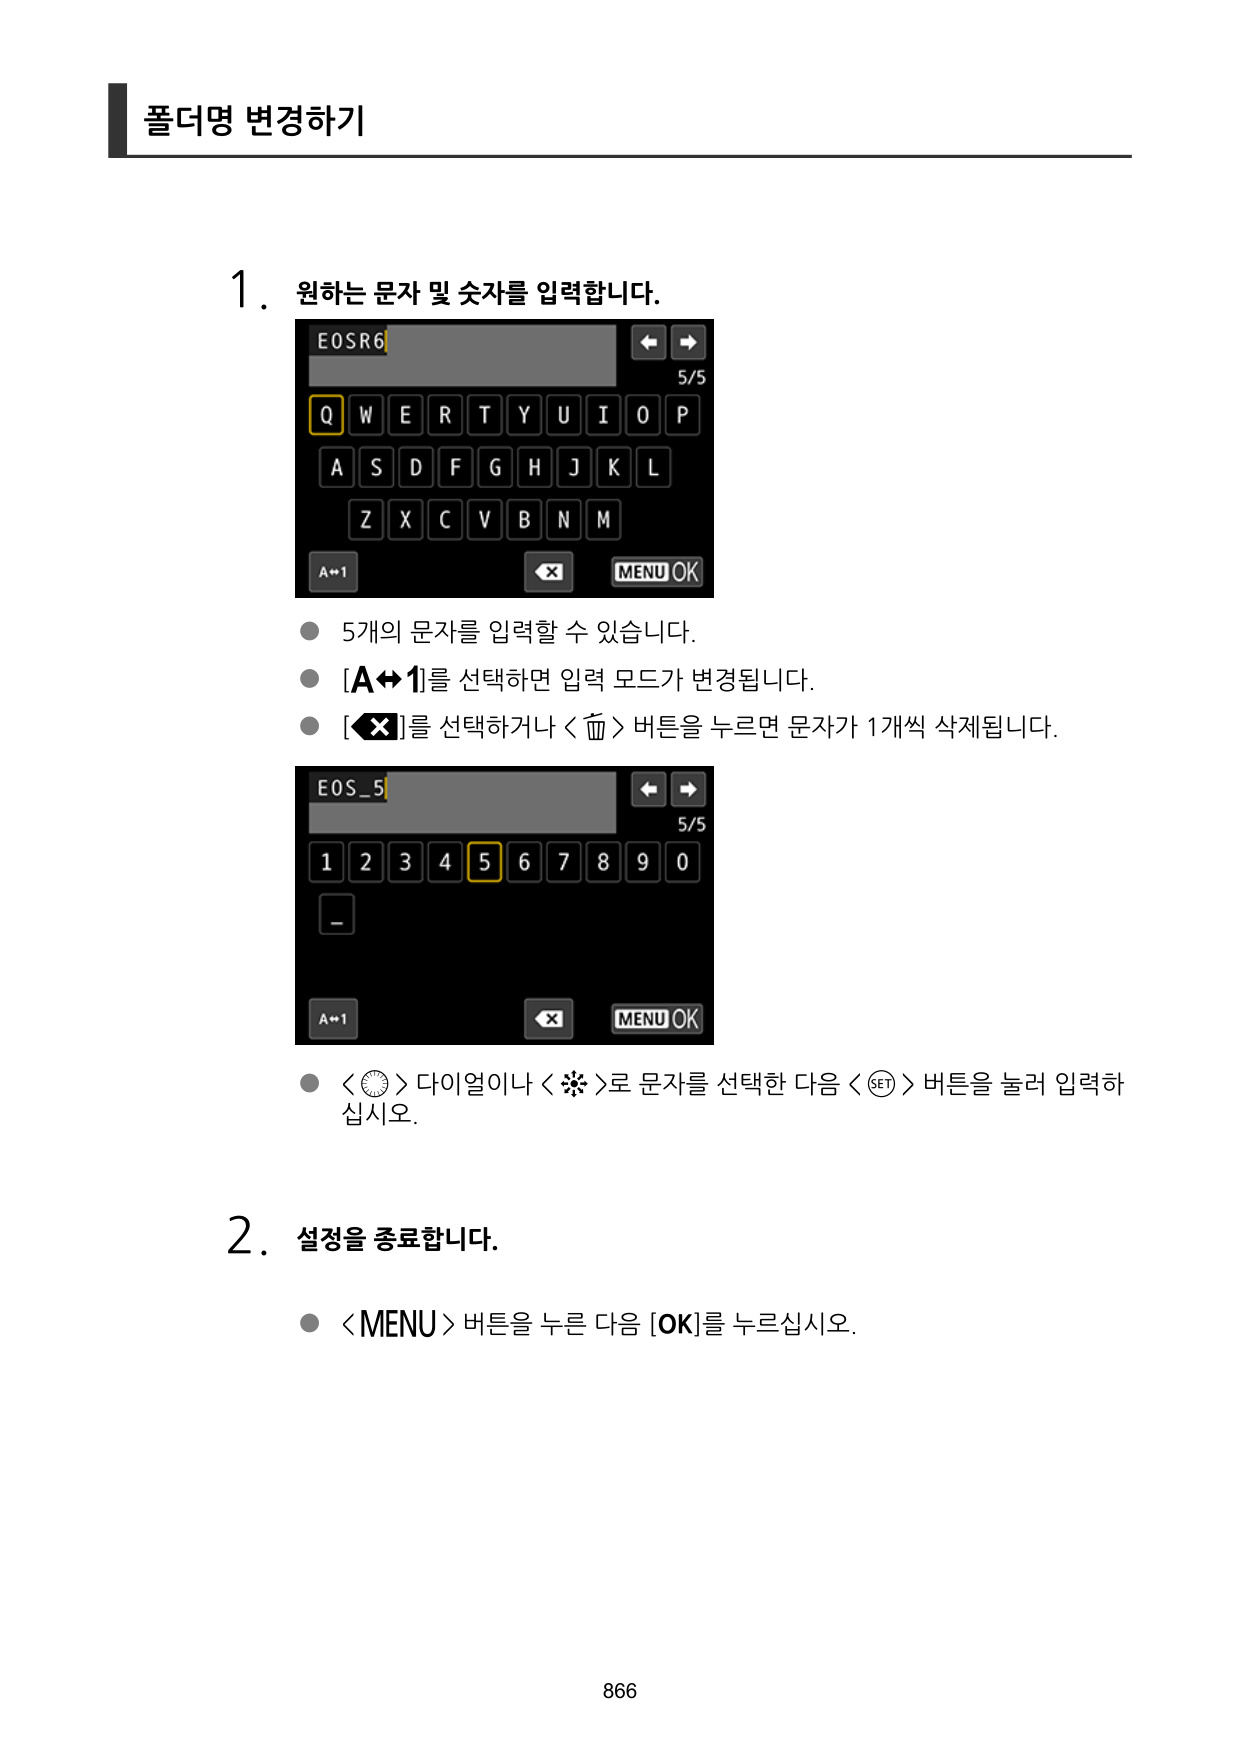 폴더명 변경하기
1. 원하는 문자 및 숫자를 입력합니다.
EOSR6
5/5
Q W E R T Y U I O P
A S D F G H J K L
Z X C V B N M
A↔1 MENU OK
● 5개의 문자를 입력할 수 있습니다.
● [A↔1]를 선택하면 입력 모드가 변경됩니다.
● [⌫]를 선택하거나 < > 버튼을 누르면 문자가 1개씩 삭제됩니다.
EOS_5
5/5
1 2 3 4 5 6 7 8 9 0
_
A↔1 MENU OK
● < > 다이얼이나 < >로 문자를 선택한 다음 < SET > 버튼을 눌러 입력하
십시오.
2. 설정을 종료합니다.
● <MENU> 버튼을 누른 다음 [OK]를 누르십시오.
866